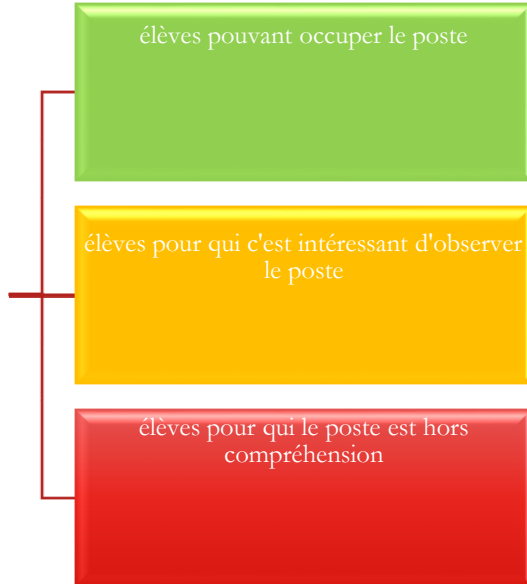 élèves pouvant occuper le poste
élèves pour qui c'est intéressant d'observer
le poste
élèves pour qui le poste est hors
compréhension